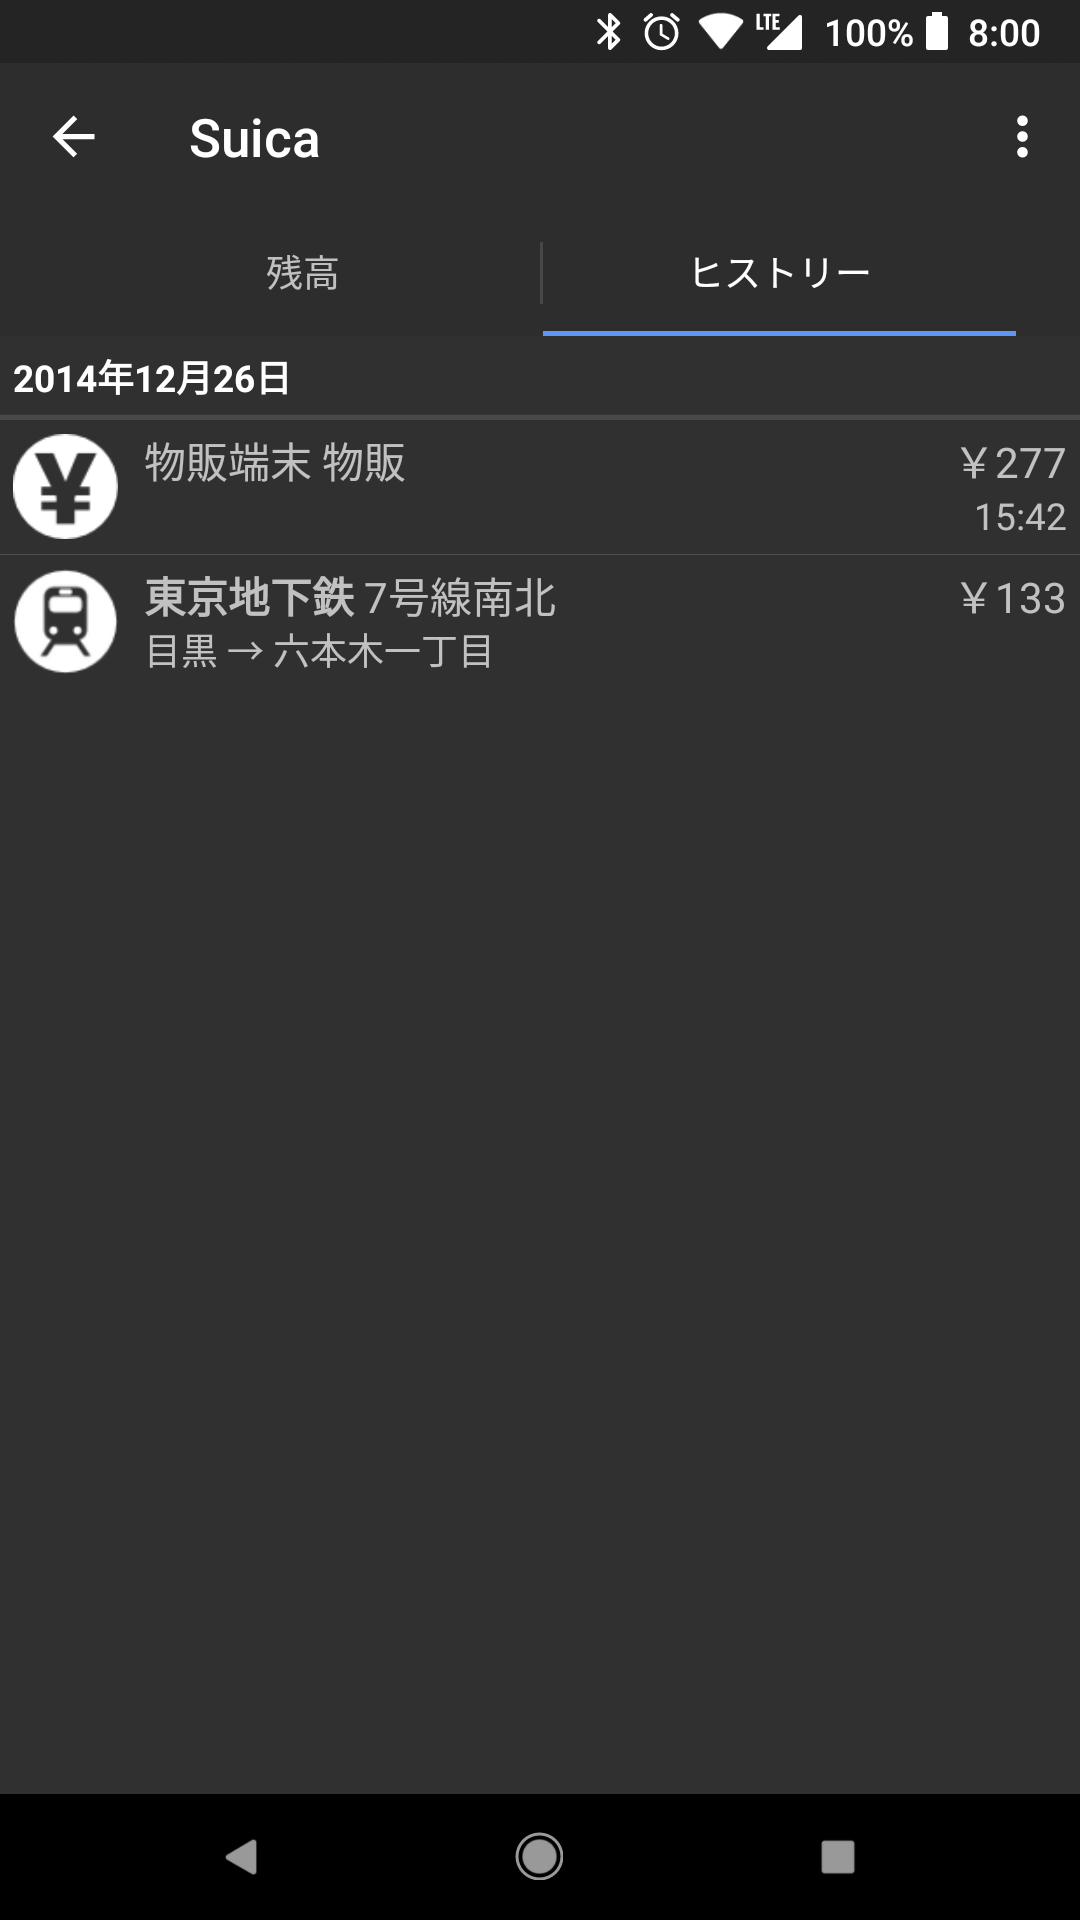 LTE 100% 8:00
Suica
残高 ヒストリー
2014年12月26日
物販端末 物販 ￥277
15:42
東京地下鉄 7号線南北 ￥133
目黒 → 六本木一丁目